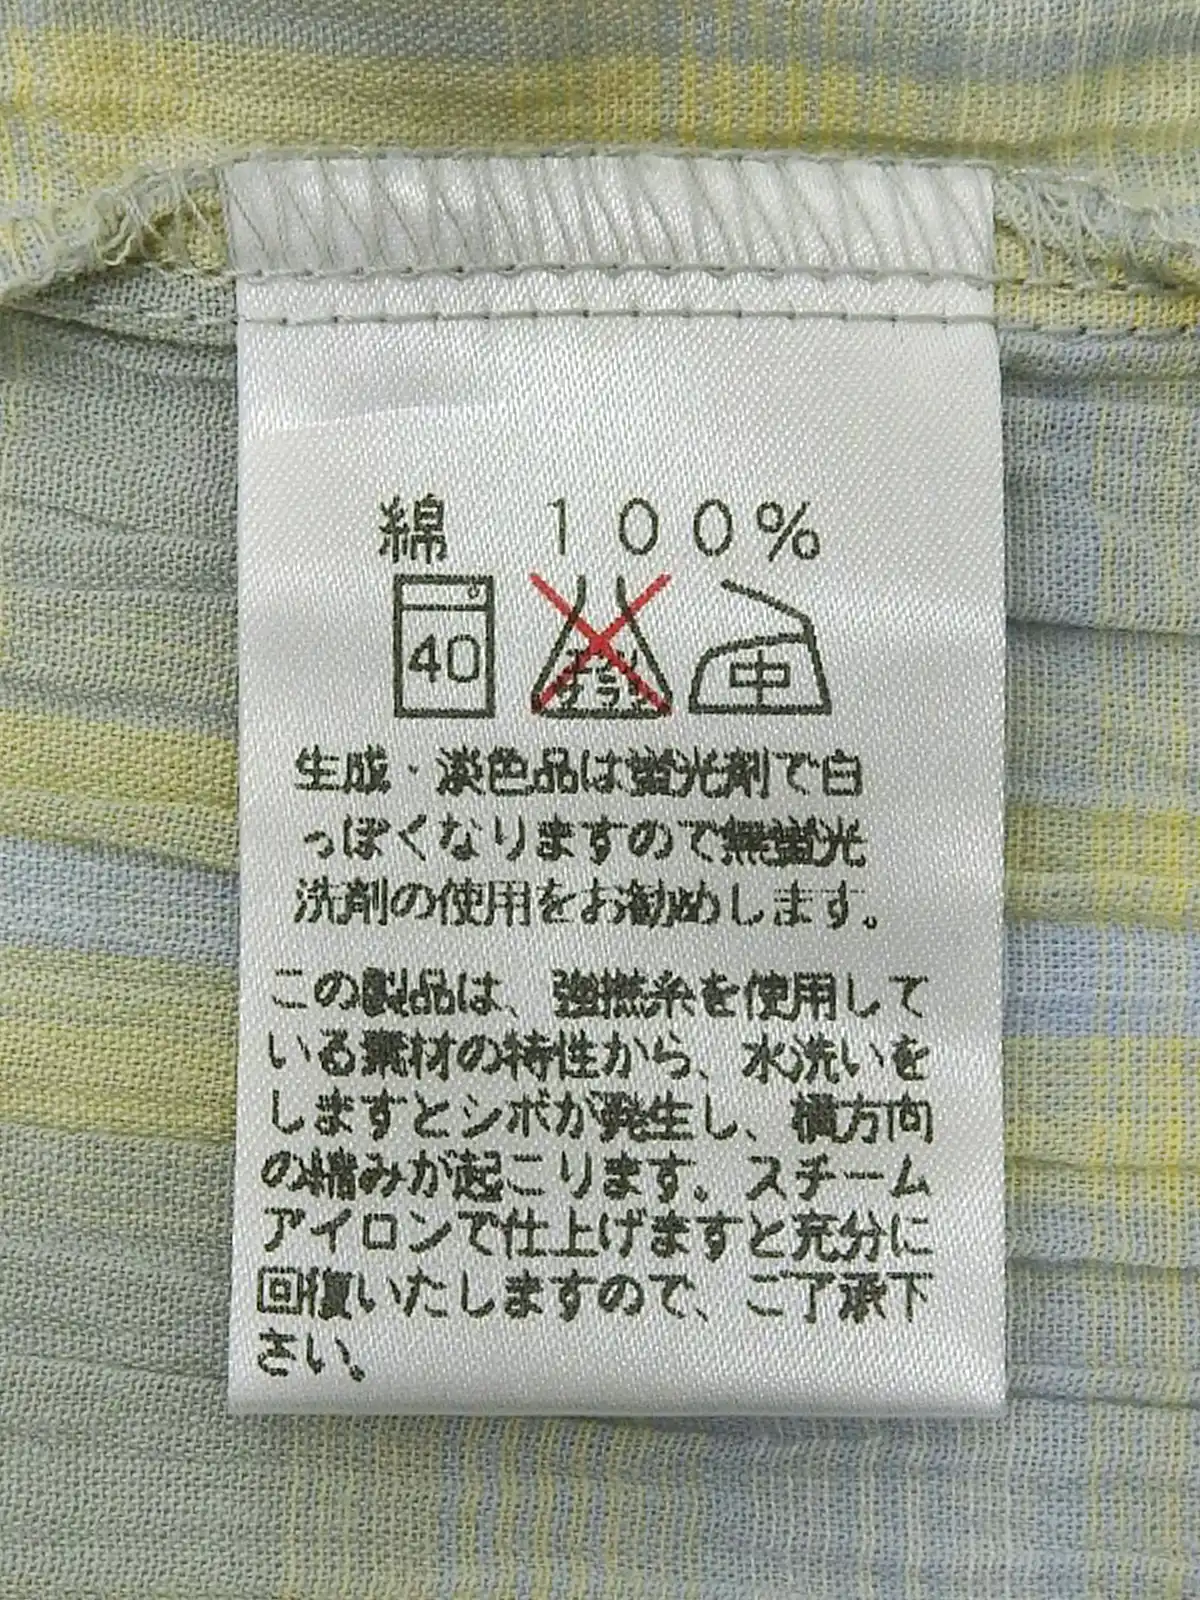 綿 100%
40 エンソ 中
サラシ
生成・淡色品は蛍光剤で白
っぽくなりますので無蛍光
洗剤の使用をお勧めします。
この製品は、強撚糸を使用して
いる素材の特性から、水洗いを
しますとシボが発生し、横方向
の縮みが起こります。スチーム
アイロンで仕上げますと充分に
回復いたしますので、ご了承下
さい。